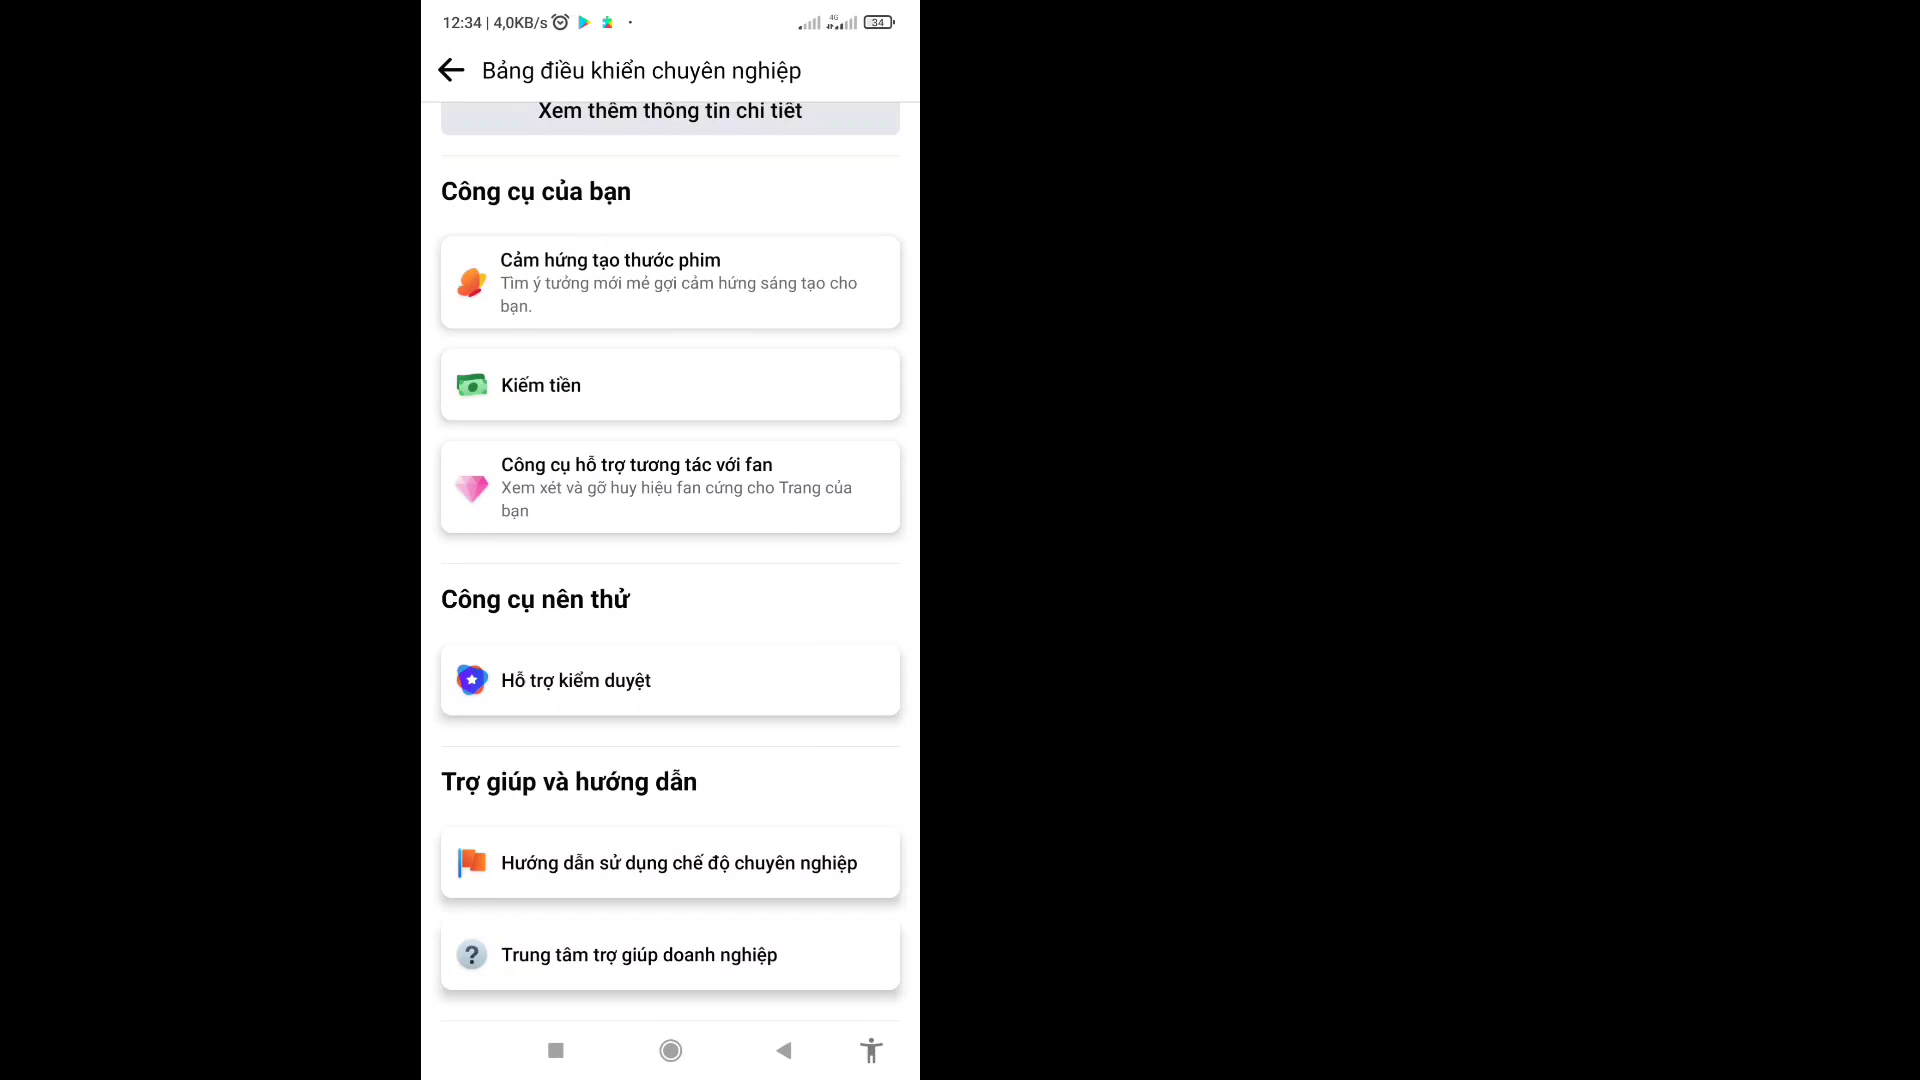 12:34 | 4,0KB/s 4G 34
Bảng điều khiển chuyên nghiệp
Xem thêm thông tin chi tiết
Công cụ của bạn
Cảm hứng tạo thước phim
Tìm ý tưởng mới mẻ gợi cảm hứng sáng tạo cho
bạn.
Kiếm tiền
Công cụ hỗ trợ tương tác với fan
Xem xét và gỡ huy hiệu fan cứng cho Trang của
bạn
Công cụ nên thử
Hỗ trợ kiểm duyệt
Trợ giúp và hướng dẫn
Hướng dẫn sử dụng chế độ chuyên nghiệp
?
Trung tâm trợ giúp doanh nghiệp